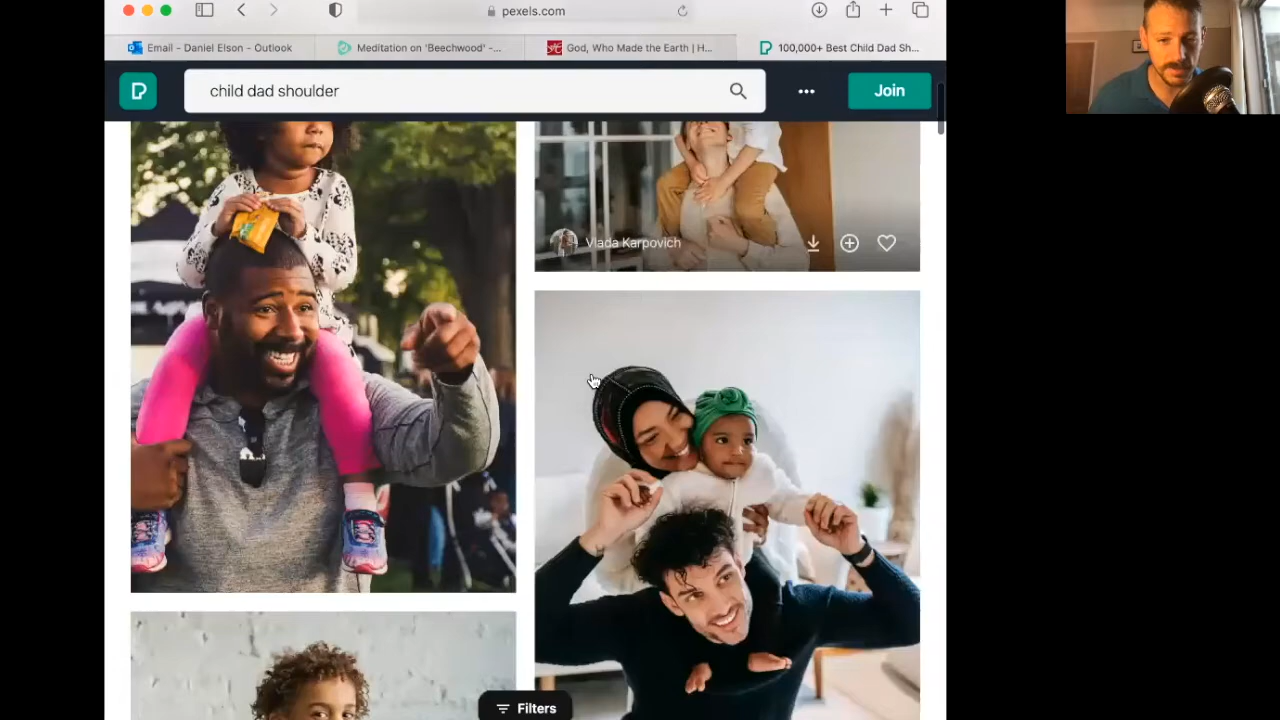 pexels.com
Email - Daniel Elson - Outlook
Meditation on 'Beechwood' -...
God, Who Made the Earth | H...
100,000+ Best Child Dad Sh...
child dad shoulder
Join
Vlada Karpovich
Filters